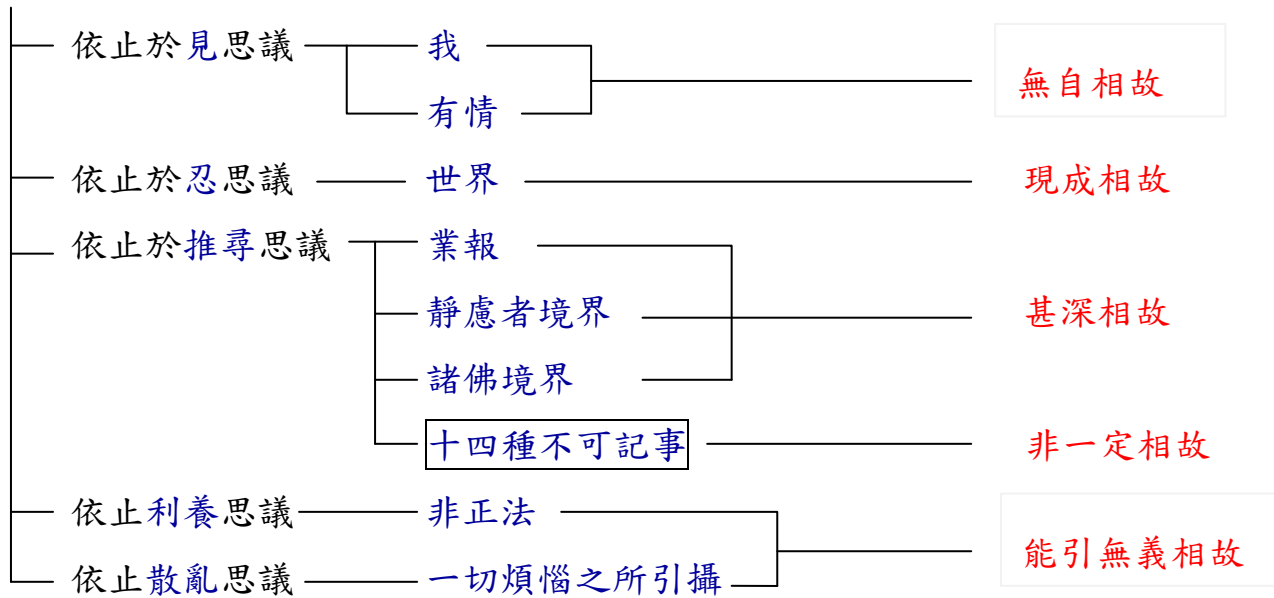 依止於見思議 我
有情
無自相故
依止於忍思議 世界 現成相故
依止於推尋思議 業報
靜慮者境界 甚深相故
諸佛境界
十四種不可記事 非一定相故
依止利養思議 非正法
能引無義相故
依止散亂思議 一切煩惱之所引攝